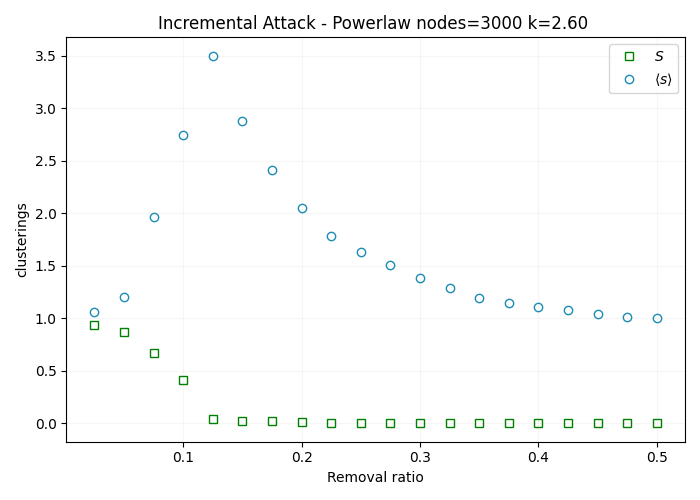 Incremental Attack - Powerlaw nodes=3000 k=2.60
S
⟨s⟩
3.5
3.0
2.5
2.0
1.5
1.0
0.5
0.0
clusterings
0.1 0.2 0.3 0.4 0.5
Removal ratio